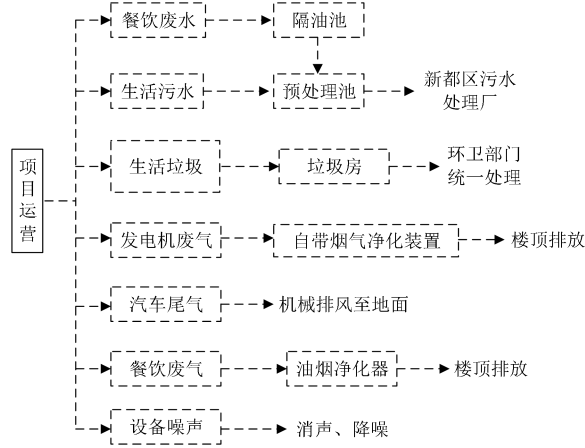 餐饮废水
隔油池
生活污水
预处理池
新都区污水
处理厂
项目运营
生活垃圾
垃圾房
环卫部门
统一处理
发电机废气
自带烟气净化装置
楼顶排放
汽车尾气
机械排风至地面
餐饮废气
油烟净化器
楼顶排放
设备噪声
消声、降噪